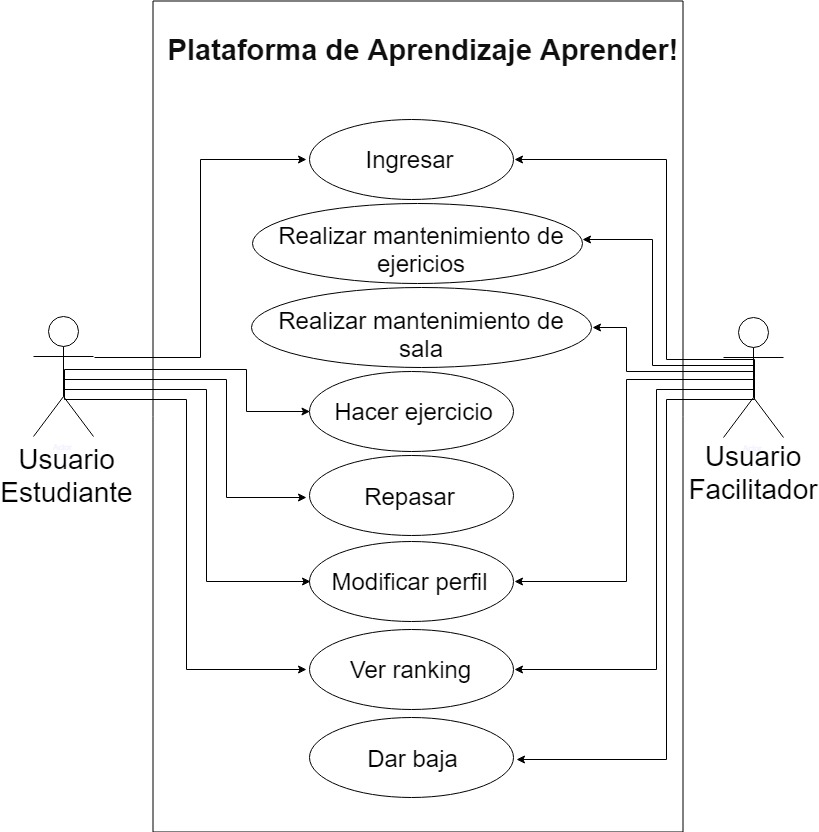 Plataforma de Aprendizaje Aprender!
Ingresar
Realizar mantenimiento de
ejericios
Realizar mantenimiento de
sala
Hacer ejercicio
Repasar
Modificar perfil
Ver ranking
Dar baja
Usuario
Estudiante
Usuario
Facilitador